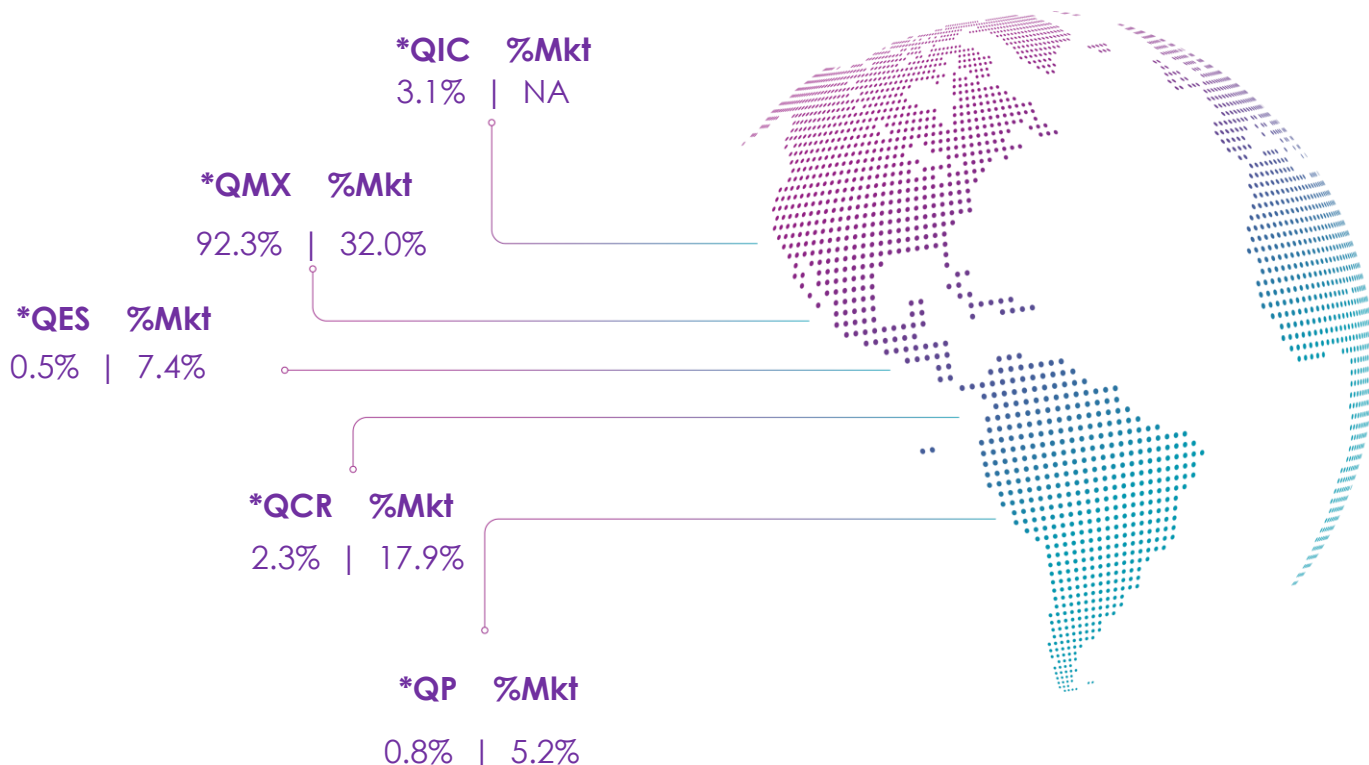 *QIC %Mkt
3.1% | NA
*QMX %Mkt
92.3% | 32.0%
*QES %Mkt
0.5% | 7.4%
*QCR %Mkt
2.3% | 17.9%
*QP %Mkt
0.8% | 5.2%